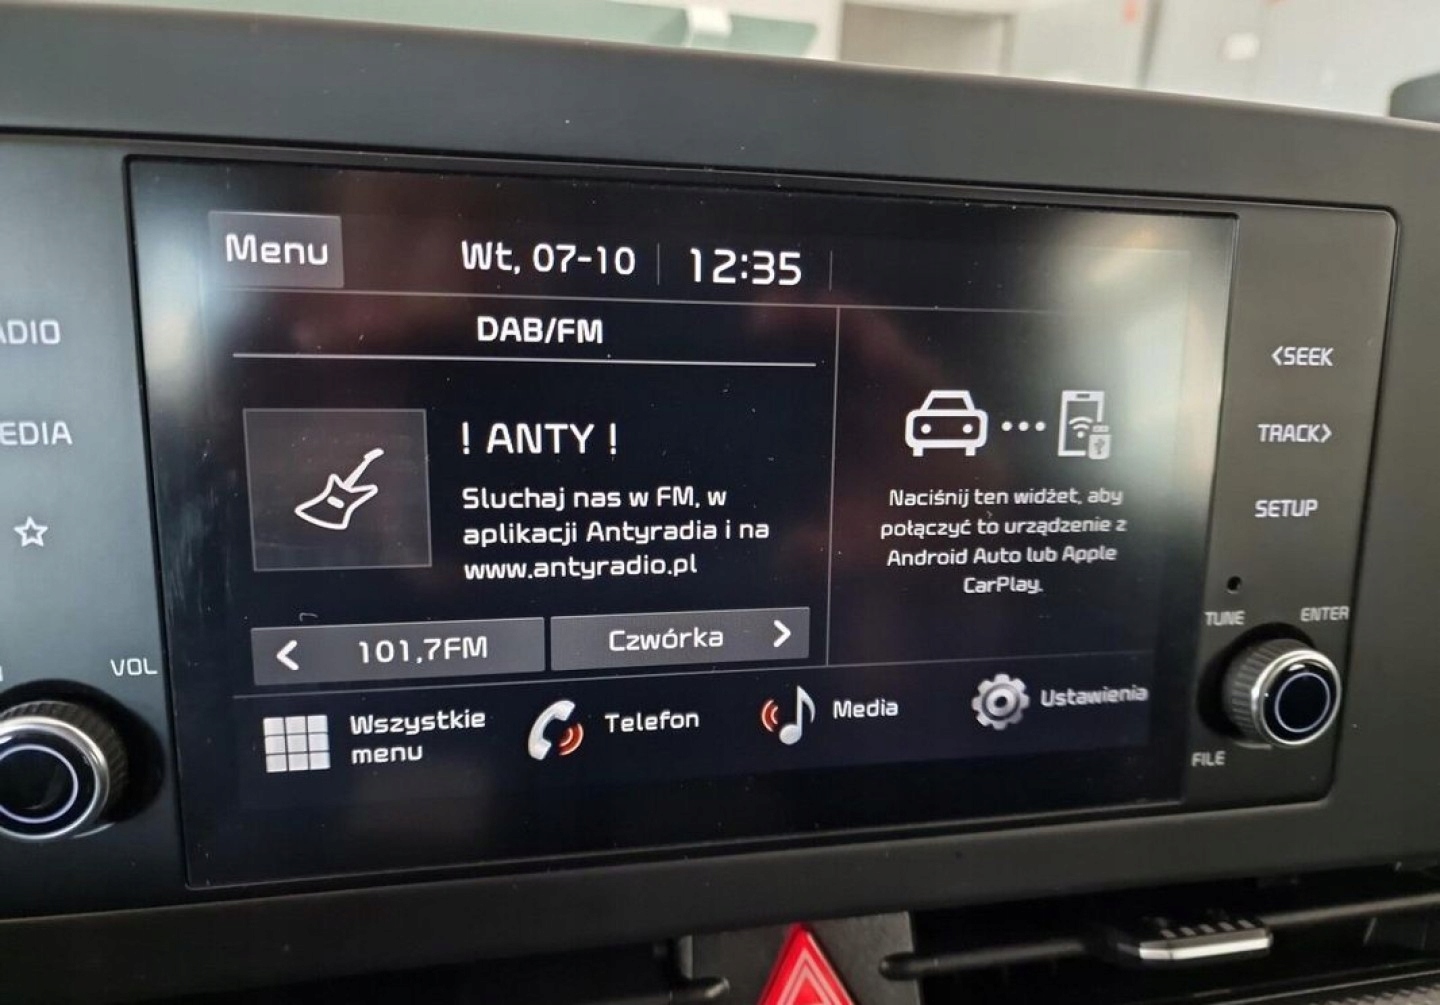 Menu
Wt, 07-10
12:35
DAB/FM
! ANTY !
Sluchaj nas w FM, w
aplikacji Antyradia i na
www.antyradio.pl
Naciśnij ten widżet, aby
połączyć to urządzenie z
Android Auto lub Apple
CarPlay.
< 101,7FM
Czwórka >
Wszystkie
menu
Telefon
Media
Ustawienia
ADIO
EDIA
VOL
<SEEK
TRACK>
SETUP
TUNE
ENTER
FILE